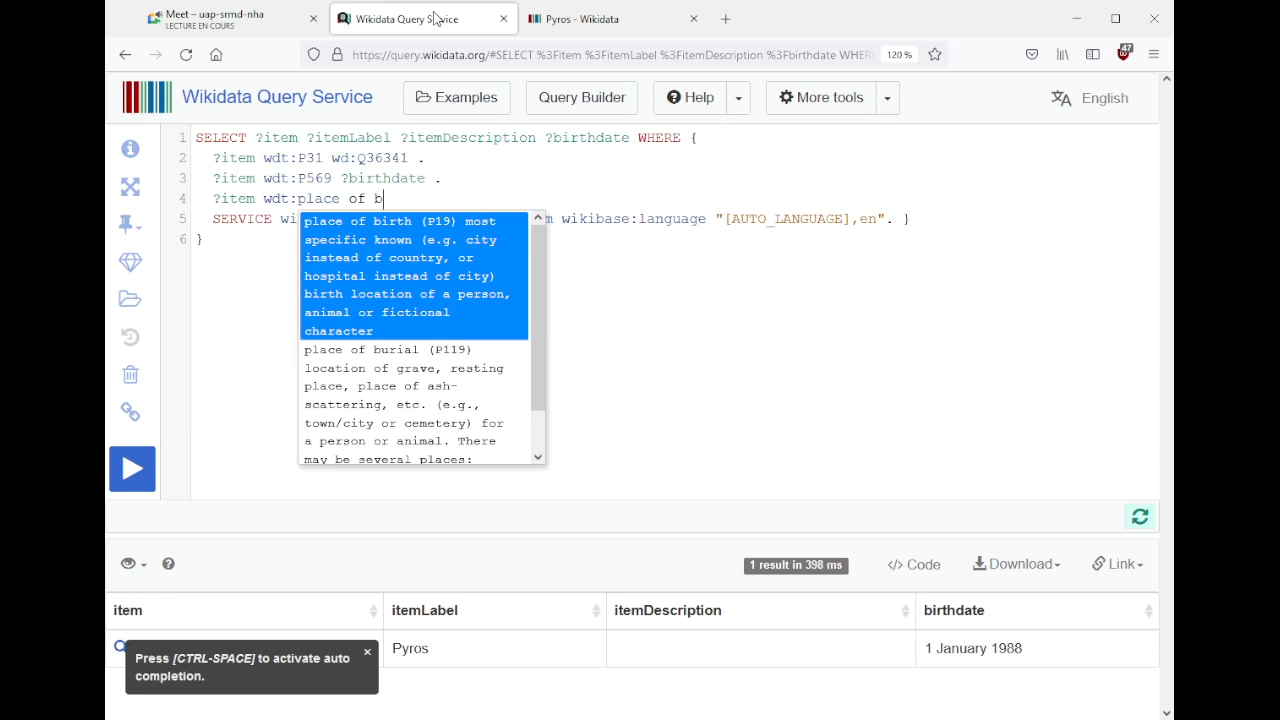 Meet – uap-srmd-nha
LECTURE EN COURS
Wikidata Query Service
Pyros - Wikidata
https://query.wikidata.org/#SELECT %3Fitem %3FitemLabel %3FitemDescription %3Fbirthdate WHER
120 %
47
Wikidata Query Service
Examples
Query Builder
Help
More tools
English
1 SELECT ?item ?itemLabel ?itemDescription ?birthdate WHERE {
2 ?item wdt:P31 wd:Q36341 .
3 ?item wdt:P569 ?birthdate .
4 ?item wdt:place of b
5 SERVICE wi m wikibase:language "[AUTO_LANGUAGE],en". }
6 }
place of birth (P19) most
specific known (e.g. city
instead of country, or
hospital instead of city)
birth location of a person,
animal or fictional
character
place of burial (P119)
location of grave, resting
place, place of ash-
scattering, etc. (e.g.,
town/city or cemetery) for
a person or animal. There
may be several places:
1 result in 398 ms
</> Code
Download
Link
item itemLabel itemDescription birthdate
Pyros 1 January 1988
Press [CTRL-SPACE] to activate auto
completion.